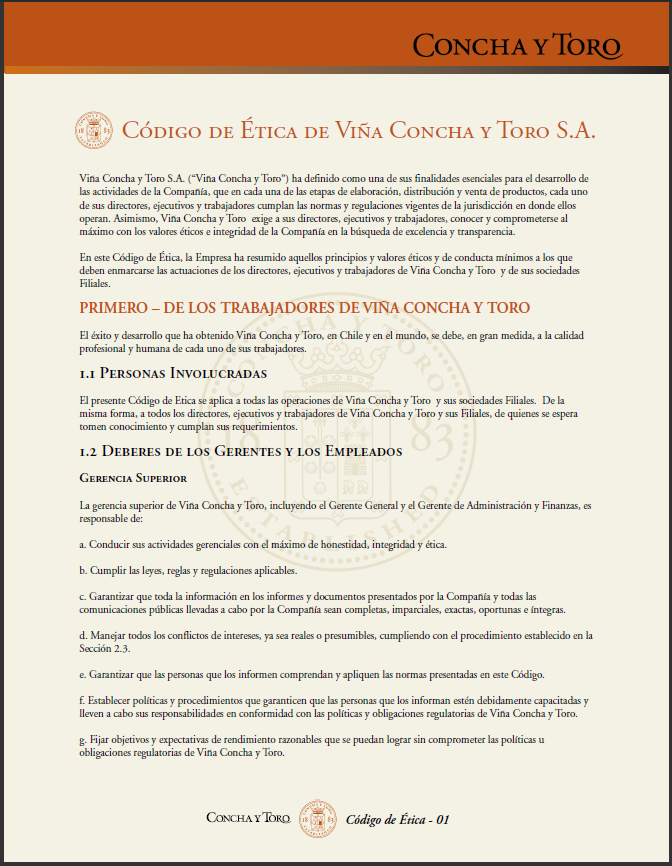 CONCHA Y TORO
CÓDIGO DE ÉTICA DE VIÑA CONCHA Y TORO S.A.
Viña Concha y Toro S.A. (“Viña Concha y Toro”) ha definido como una de sus finalidades esenciales para el desarrollo de
las actividades de la Compañía, que en cada una de las etapas de elaboración, distribución y venta de productos, cada uno
de sus directores, ejecutivos y trabajadores cumplan las normas y regulaciones vigentes de la jurisdicción en donde ellos
operan. Asimismo, Viña Concha y Toro exige a sus directores, ejecutivos y trabajadores, conocer y comprometerse al
máximo con los valores éticos e integridad de la Compañía en la búsqueda de excelencia y transparencia.
En este Código de Ética, la Empresa ha resumido aquellos principios y valores éticos y de conducta mínimos a los que
deben enmarcarse las actuaciones de los directores, ejecutivos y trabajadores de Viña Concha y Toro y de sus sociedades
Filiales.
PRIMERO – DE LOS TRABAJADORES DE VIÑA CONCHA Y TORO
El éxito y desarrollo que ha obtenido Viña Concha y Toro, en Chile y en el mundo, se debe, en gran medida, a la calidad
profesional y humana de cada uno de sus trabajadores.
1.1 PERSONAS INVOLUCRADAS
El presente Código de Etica se aplica a todas las operaciones de Viña Concha y Toro y sus sociedades Filiales. De la
misma forma, a todos los directores, ejecutivos y trabajadores de Viña Concha y Toro y sus Filiales, de quienes se espera
tomen conocimiento y cumplan sus requerimientos.
1.2 DEBERES DE LOS GERENTES Y LOS EMPLEADOS
GERENCIA SUPERIOR
La gerencia superior de Viña Concha y Toro, incluyendo el Gerente General y el Gerente de Administración y Finanzas, es
responsable de:
a. Conducir sus actividades gerenciales con el máximo de honestidad, integridad y ética.
b. Cumplir las leyes, reglas y regulaciones aplicables.
c. Garantizar que toda la información en los informes y documentos presentados por la Compañía y todas las
comunicaciones públicas llevadas a cabo por la Compañía sean completas, imparciales, exactas, oportunas e íntegras.
d. Manejar todos los conflictos de intereses, ya sea reales o presumibles, cumpliendo con el procedimiento establecido en la
Sección 2.3.
e. Garantizar que las personas que los informen comprendan y apliquen las normas presentadas en este Código.
f. Establecer políticas y procedimientos que garanticen que las personas que los informan estén debidamente capacitadas y
lleven a cabo sus responsabilidades en conformidad con las políticas y obligaciones regulatorias de Viña Concha y Toro.
g. Fijar objetivos y expectativas de rendimiento razonables que se puedan lograr sin comprometer las políticas u
obligaciones regulatorias de Viña Concha y Toro.
CONCHA Y TORO
1883
ESTABLISHED
CONCHA Y TORO
Código de Ética - 01